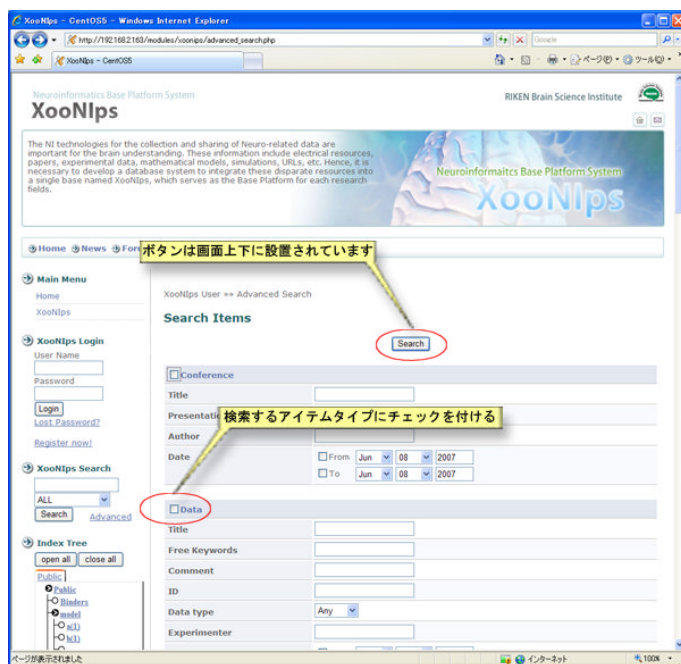 XooNIps - CentOS5 - Windows Internet Explorer
http://192.168.2.163/modules/xoonips/advanced_search.php
Google
XooNIps - CentOS5
ページ(P)
ツール(O)
Neuroinformatics Base Platform System
XooNIps
RIKEN Brain Science Institute
The NI technologies for the collection and sharing of Neuro-related data are
important for the brain understanding. These information include electrical resources,
papers, experimental data, mathematical models, simulations, URLs, etc. Hence, it is
necessary to develop a database system to integrate these disparate resources into
a single base named XooNIps, which serves as the Base Platform for each research
fields.
Neuroinformaitcs Base Platform System
XooNIps
Home News For
ボタンは画面上下に設置されています
Main Menu
Home
XooNIps
XooNIps User »» Advanced Search
Search Items
Search
XooNIps Login
User Name
Password
Login
Lost Password?
Register now!
XooNIps Search
ALL
Search Advanced
Index Tree
open all close all
Public
Public
Binders
model
a(1)
b(1)
Conference
Title
Presentatio
検索するアイテムタイプにチェックを付ける
Author
Date From Jun 08 2007
To Jun 08 2007
Data
Title
Free Keywords
Comment
ID
Data type Any
Experimenter
ページが表示されました
インターネット
100%